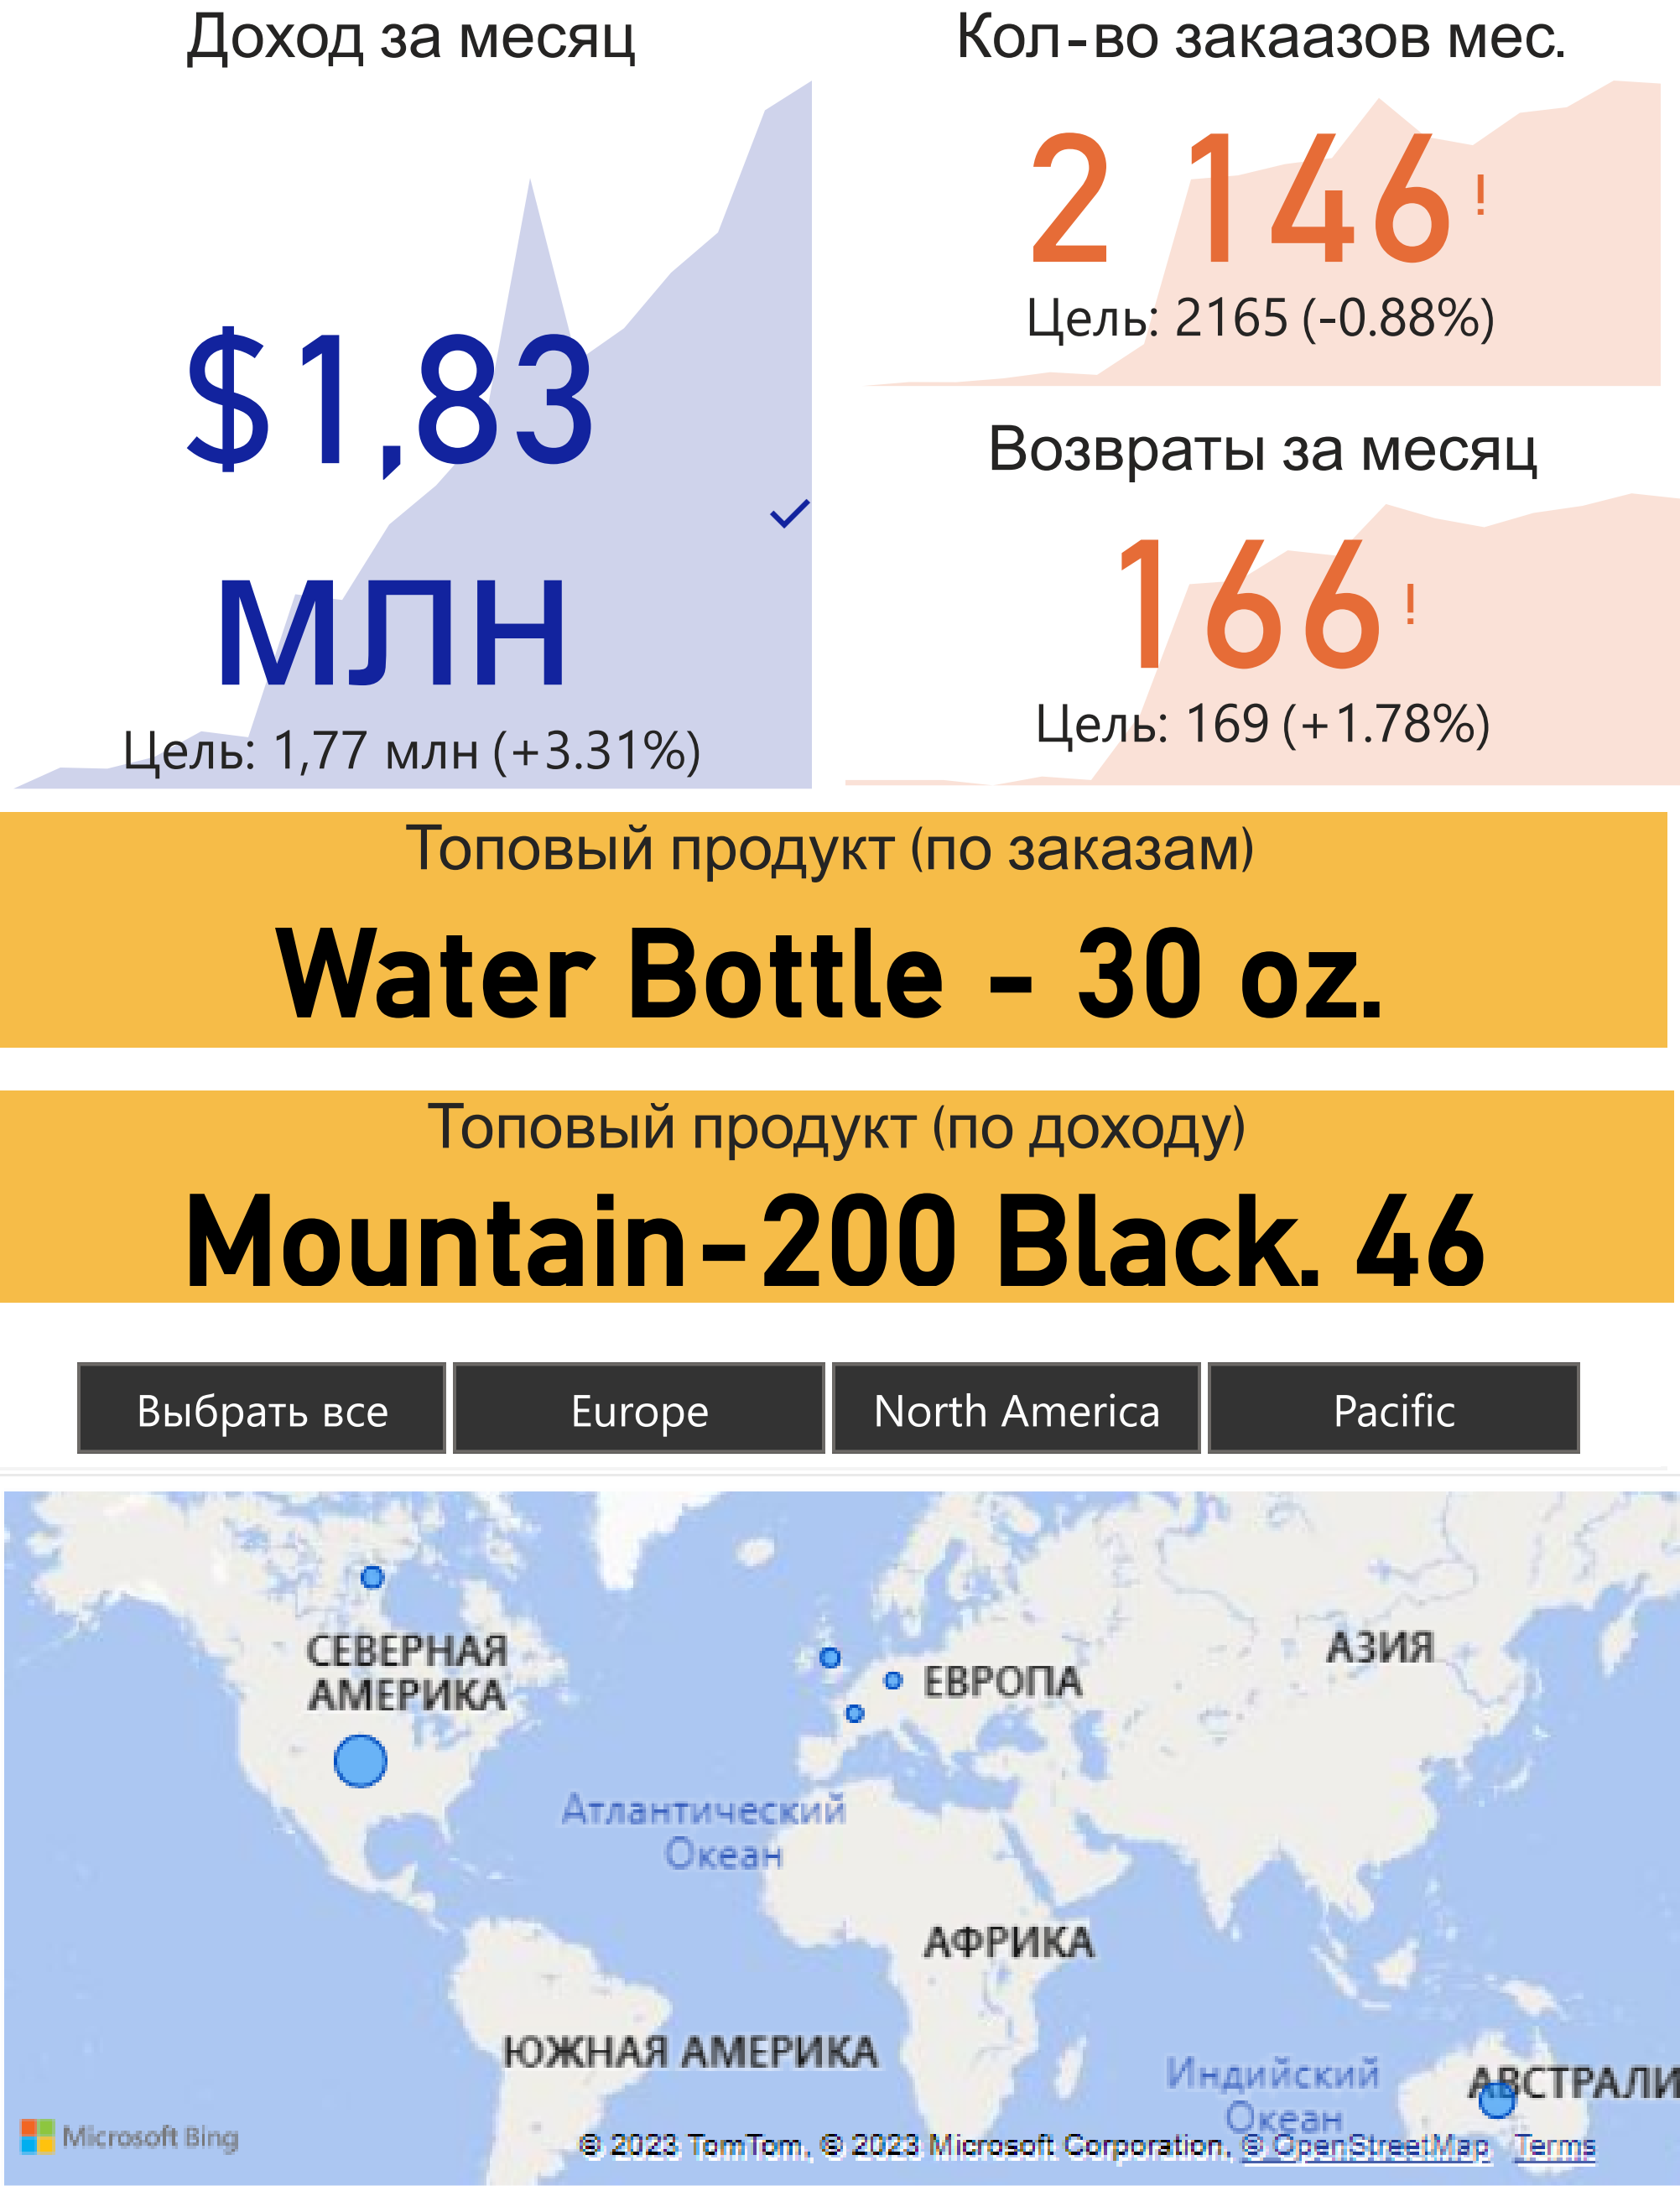 Доход за месяц
$1,83
млн
Цель: 1,77 млн (+3.31%)
Кол-во закаазов мес.
2 146 !
Цель: 2165 (-0.88%)
Возвраты за месяц
166 !
Цель: 169 (+1.78%)
Топовый продукт (по заказам)
Water Bottle - 30 oz.
Топовый продукт (по доходу)
Mountain-200 Black. 46
Выбрать все
Europe
North America
Pacific
СЕВЕРНАЯ
АМЕРИКА
ЕВРОПА
АЗИЯ
Атлантический
Океан
АФРИКА
ЮЖНАЯ АМЕРИКА
Индийский
Океан
АВСТРАЛИ
Microsoft Bing
© 2023 TomTom, © 2023 Microsoft Corporation, © OpenStreetMap Terms